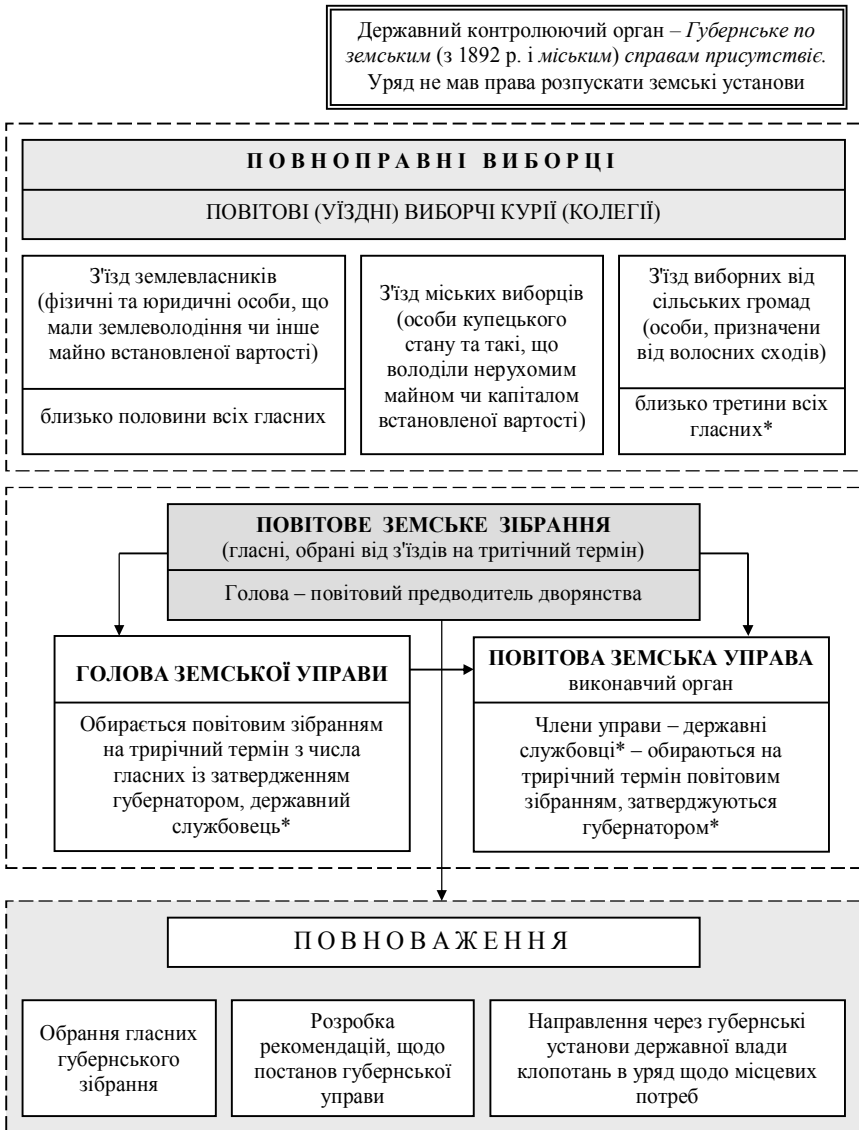 Державний контролюючий орган – Губернське по
земським (з 1892 р. і міським) справам присутствіє.
Уряд не мав права розпускати земські установи
ПОВНОПРАВНІ ВИБОРЦІ
ПОВІТОВІ (УЇЗДНІ) ВИБОРЧІ КУРІЇ (КОЛЕГІЇ)
З'їзд землевласників
(фізичні та юридичні особи, що
мали землеволодіння чи інше
майно встановленої вартості)
близько половини всіх гласних
З'їзд міських виборців
(особи купецького
стану та такі, що
володіли нерухомим
майном чи капіталом
встановленої вартості)
З'їзд виборних від
сільських громад
(особи, призначени
від волосних сходів)
близько третини всіх
гласних*
ПОВІТОВЕ ЗЕМСЬКЕ ЗІБРАННЯ
(гласні, обрані від з'їздів на тритічний термін)
Голова – повітовий предводитель дворянства
ГОЛОВА ЗЕМСЬКОЇ УПРАВИ
Обирається повітовим зібранням
на трирічний термін з числа
гласних із затвердженням
губернатором, державний
службовець*
ПОВІТОВА ЗЕМСЬКА УПРАВА
виконавчий орган
Члени управи – державні
службовці* – обираються на
трирічний термін повітовим
зібранням, затверджуються
губернатором*
ПОВНОВАЖЕННЯ
Обрання гласних
губернського
зібрання
Розробка
рекомендацій, щодо
постанов губернської
управи
Направлення через губернські
установи державної влади
клопотань в уряд щодо місцевих
потреб